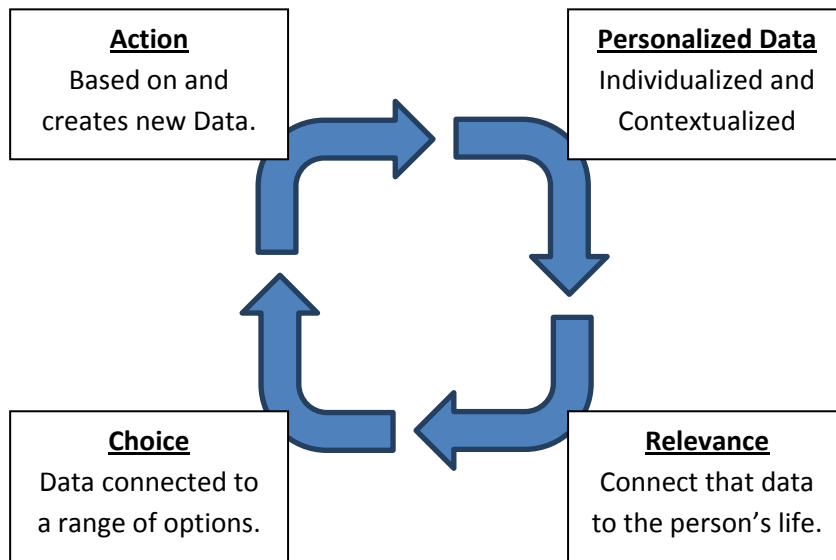 Action
Based on and
creates new Data.
Personalized Data
Individualized and
Contextualized
Choice
Data connected to
a range of options.
Relevance
Connect that data
to the person’s life.